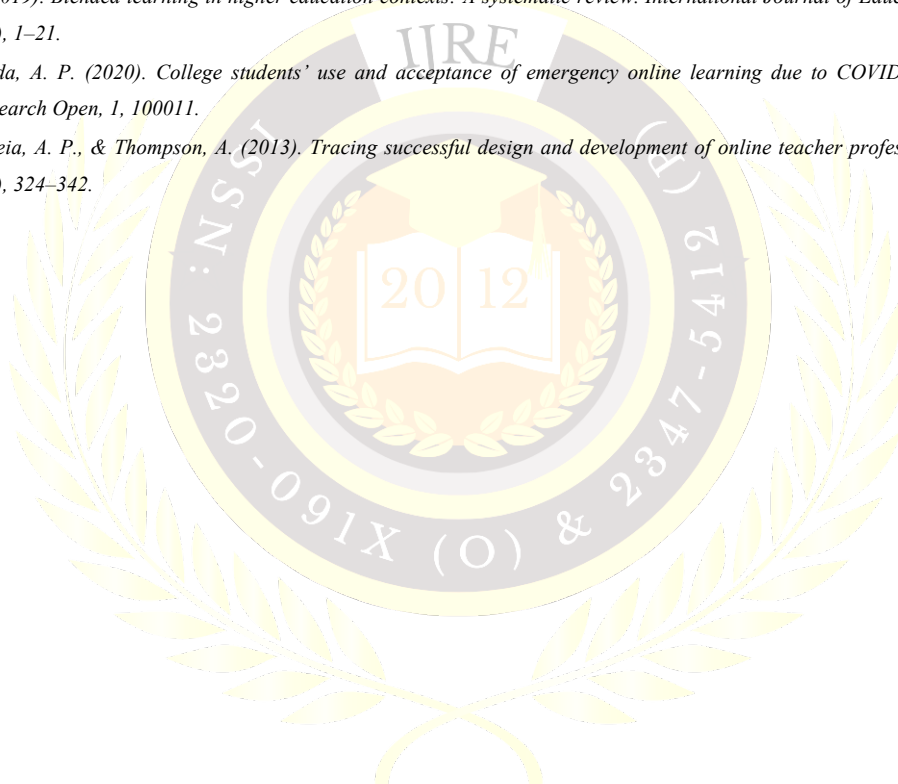 2019). Blended learning in higher education contexts: A systematic review. International Journal of Educ
), 1–21.
da, A. P. (2020). College students’ use and acceptance of emergency online learning due to COVID
earch Open, 1, 100011.
eia, A. P., & Thompson, A. (2013). Tracing successful design and development of online teacher profes
), 324–342.
IJRE
ISSN: 2320-091X (O) & 2347-5412 (P)
20 12